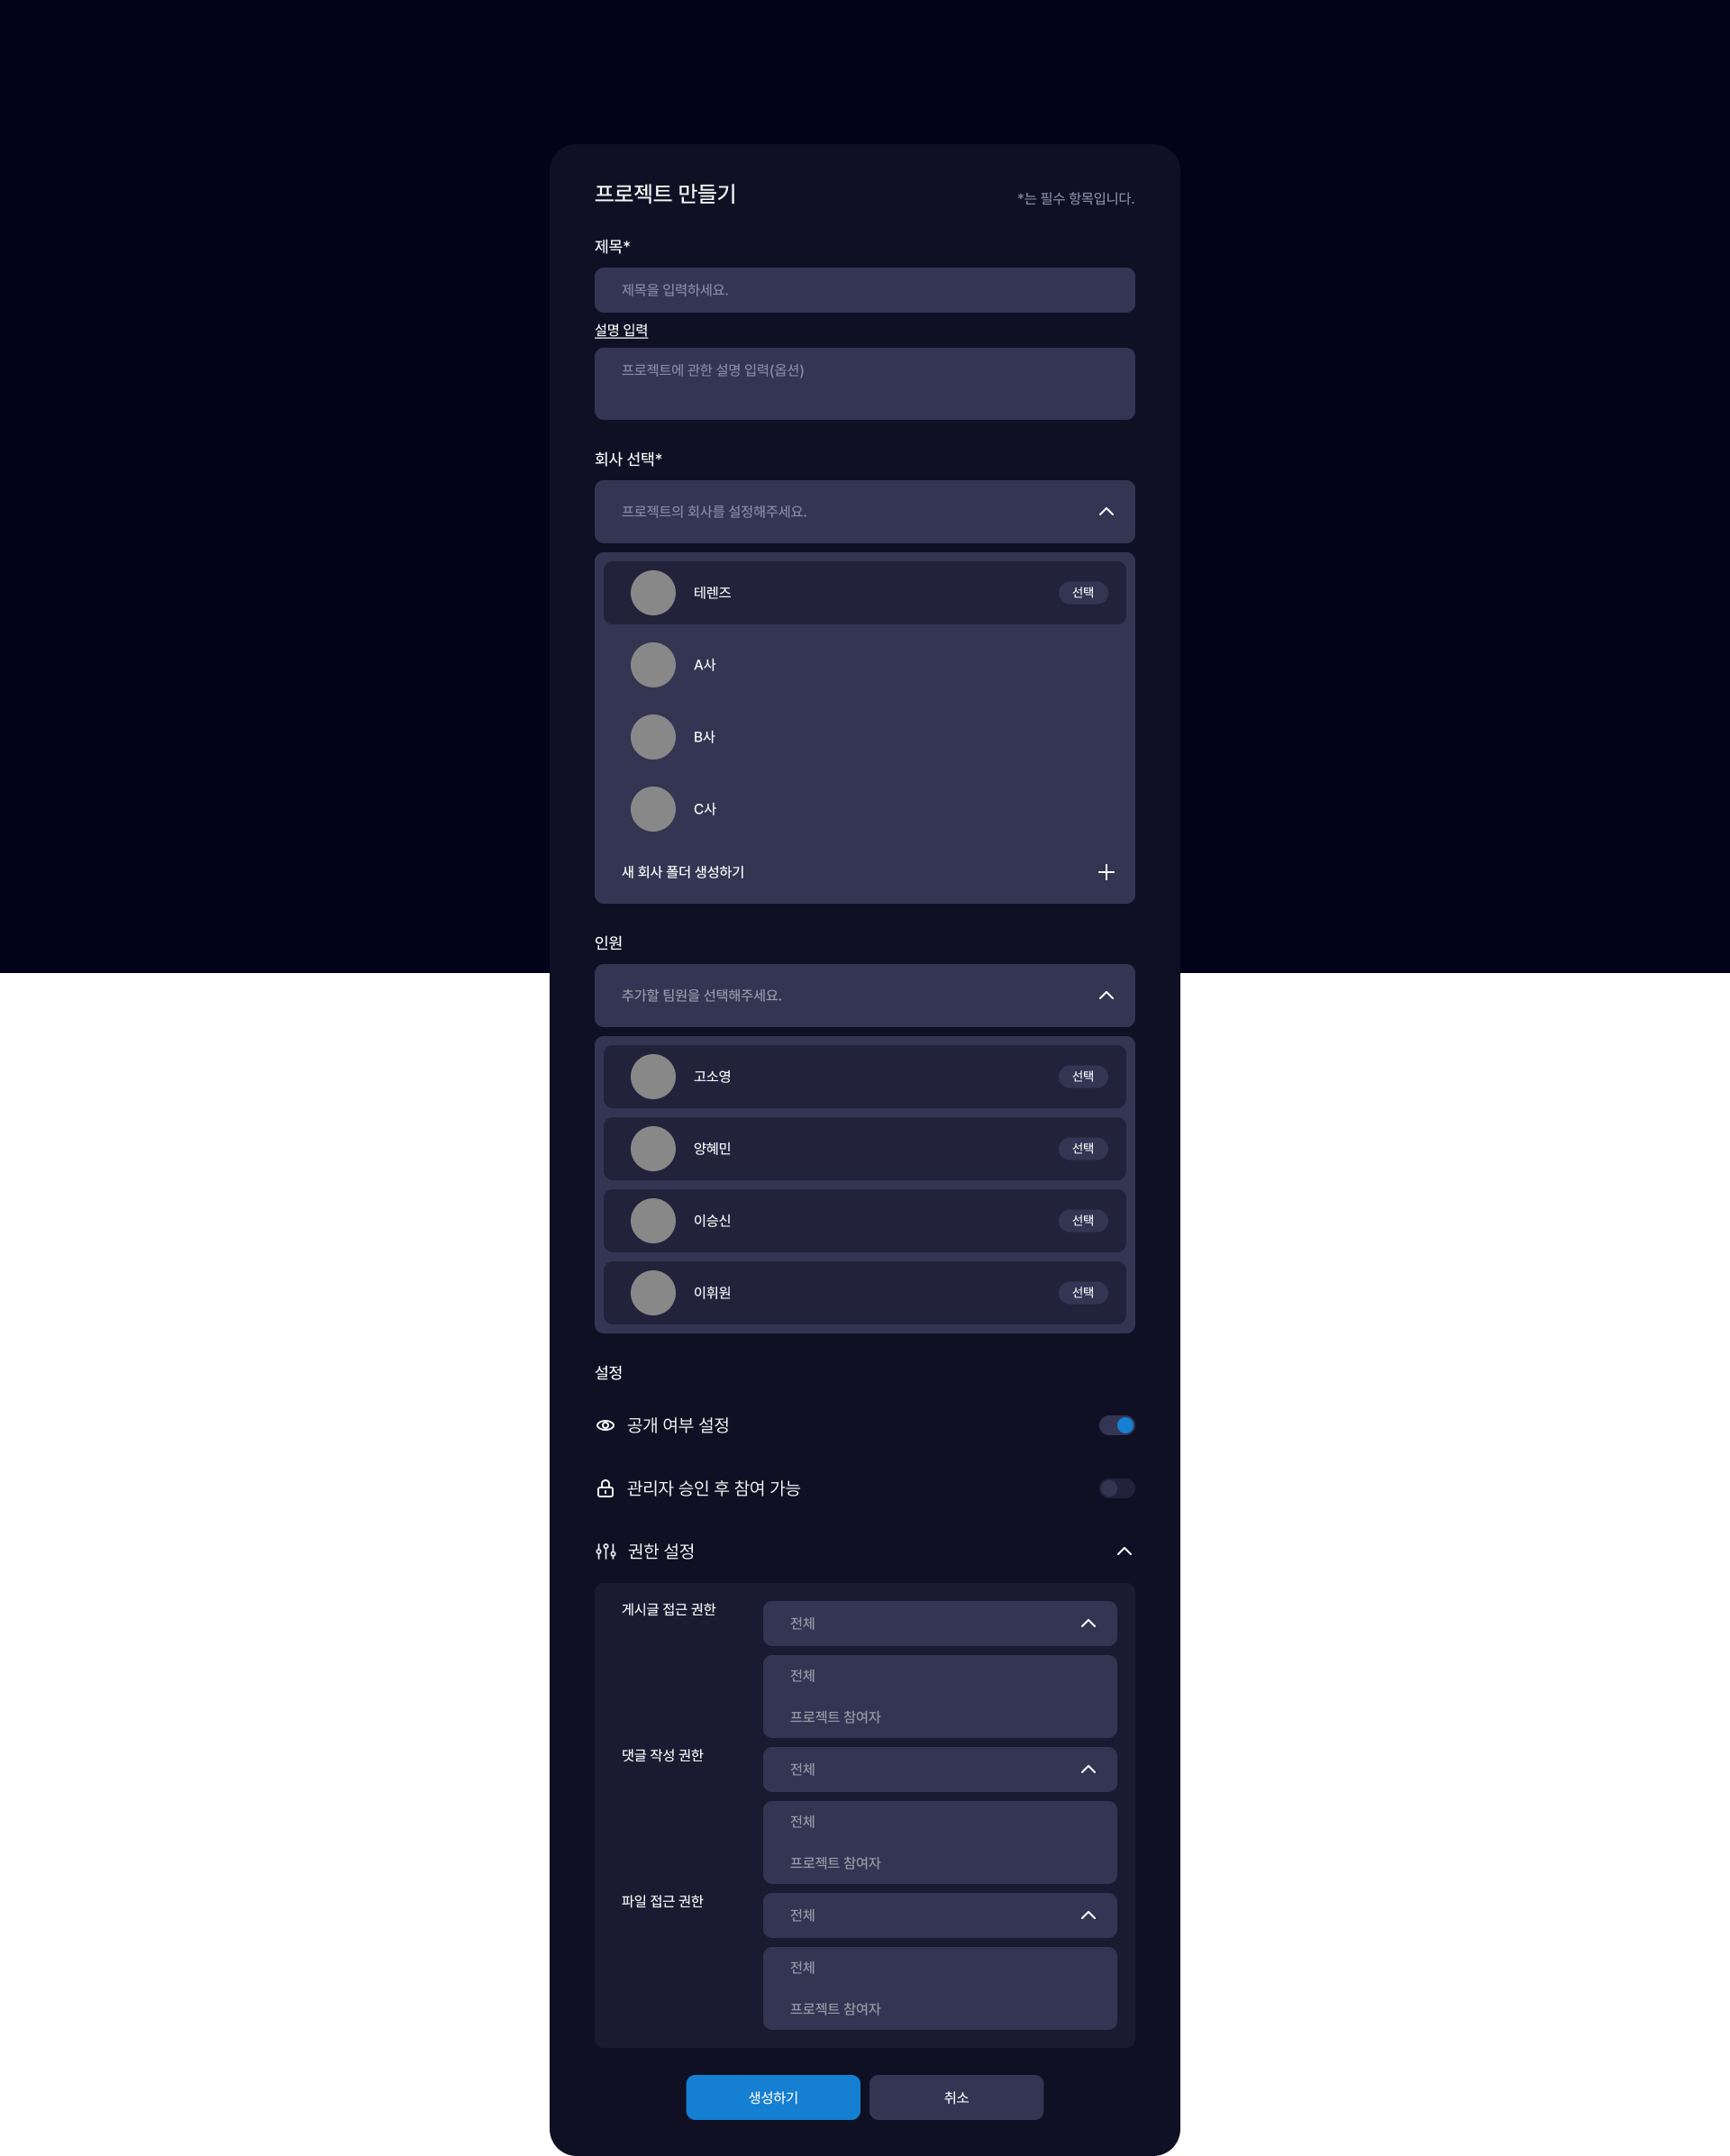 프로젝트 만들기
*는 필수 항목입니다.
제목*
제목을 입력하세요.
설명 입력
프로젝트에 관한 설명 입력(옵션)
회사 선택*
프로젝트의 회사를 설정해주세요.
테렌즈 선택
A사
B사
C사
새 회사 폴더 생성하기
인원
추가할 팀원을 선택해주세요.
고소영 선택
양혜민 선택
이승신 선택
이휘원 선택
설정
공개 여부 설정
관리자 승인 후 참여 가능
권한 설정
게시글 접근 권한
전체
전체
프로젝트 참여자
댓글 작성 권한
전체
전체
프로젝트 참여자
파일 접근 권한
전체
전체
프로젝트 참여자
생성하기 취소